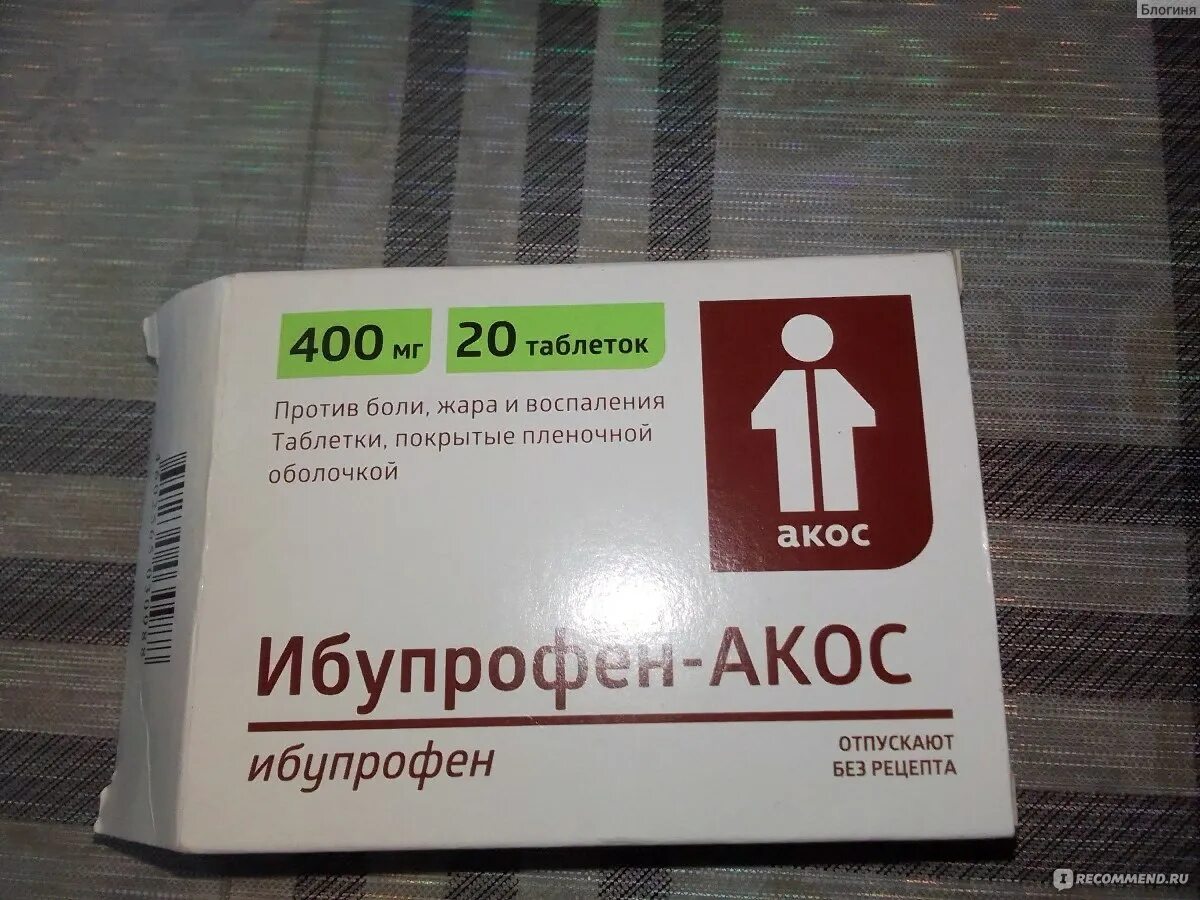 Блогиня
400 мг 20 таблеток
Против боли, жара и воспаления
Таблетки, покрытые пленочной
оболочкой
акос
Ибупрофен-АКОС
ибупрофен
ОТПУСКАЮТ
БЕЗ РЕЦЕПТА
IRECOMMEND.RU